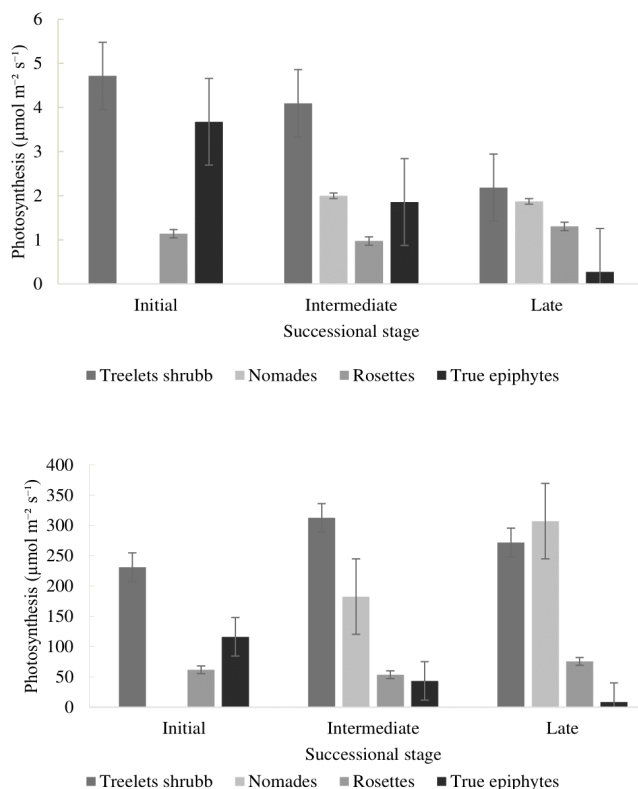 6
5
4
3
2
1
0
Photosynthesis (µmol m⁻² s⁻¹)
Initial Intermediate Late
Successional stage
Treelets shrubb Nomades Rosettes True epiphytes
400
350
300
250
200
150
100
50
0
Photosynthesis (µmol m⁻² s⁻¹)
Initial Intermediate Late
Successional stage
Treelets shrubb Nomades Rosettes True epiphytes